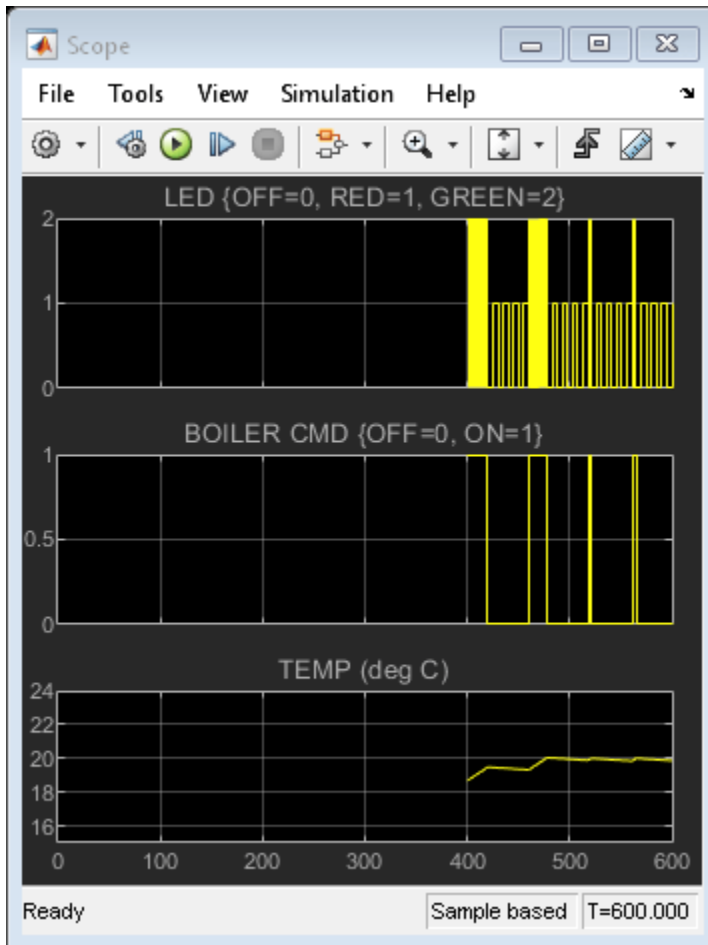 Scope
File Tools View Simulation Help
LED {OFF=0, RED=1, GREEN=2}
2
1
0
BOILER CMD {OFF=0, ON=1}
1
0.5
0
TEMP (deg C)
24
22
20
18
16
0 100 200 300 400 500 600
Ready Sample based T=600.000